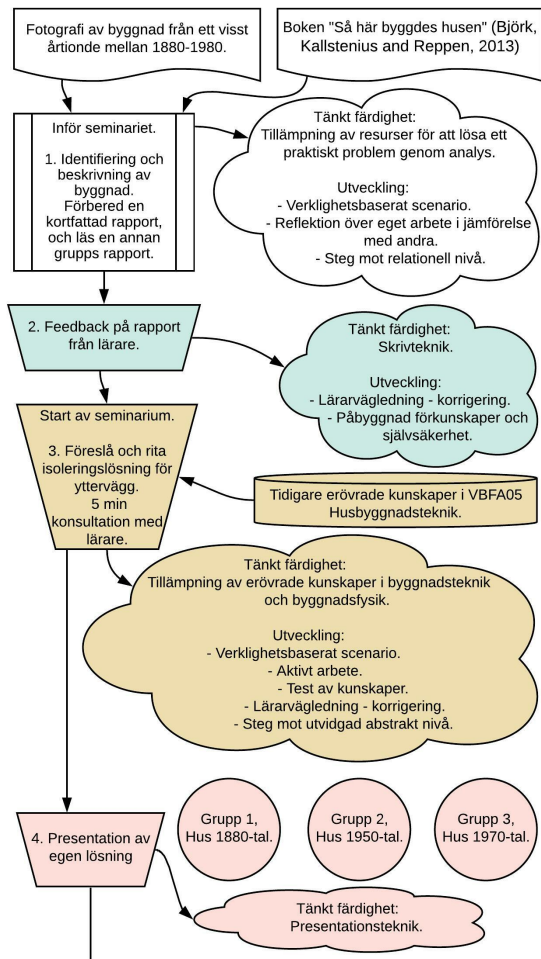 Fotografi av byggnad från ett visst
årtionde mellan 1880-1980.
Boken "Så här byggdes husen" (Björk,
Kallstenius and Reppen, 2013)
Inför seminariet.
1. Identifiering och
beskrivning av
byggnad.
Förbered en
kortfattad rapport,
och läs en annan
grupps rapport.
Tänkt färdighet:
Tillämpning av resurser för att lösa ett
praktiskt problem genom analys.
Utveckling:
- Verklighetsbaserat scenario.
- Reflektion över eget arbete i jämförelse
med andra.
- Steg mot relationell nivå.
2. Feedback på rapport
från lärare.
Tänkt färdighet:
Skrivteknik.
Utveckling:
- Lärarvägledning - korrigering.
- Påbyggnad förkunskaper och
självsäkerhet.
Start av seminarium.
3. Föreslå och rita
isoleringslösning för
yttervägg.
5 min
konsultation med
lärare.
Tidigare erövrade kunskaper i VBFA05
Husbyggnadsteknik.
Tänkt färdighet:
Tillämpning av erövrade kunskaper i byggnadsteknik
och byggnadsfysik.
Utveckling:
- Verklighetsbaserat scenario.
- Aktivt arbete.
- Test av kunskaper.
- Lärarvägledning - korrigering.
- Steg mot utvidgad abstrakt nivå.
4. Presentation av
egen lösning
Grupp 1,
Hus 1880-tal.
Grupp 2,
Hus 1950-tal.
Grupp 3,
Hus 1970-tal.
Tänkt färdighet:
Presentationsteknik.